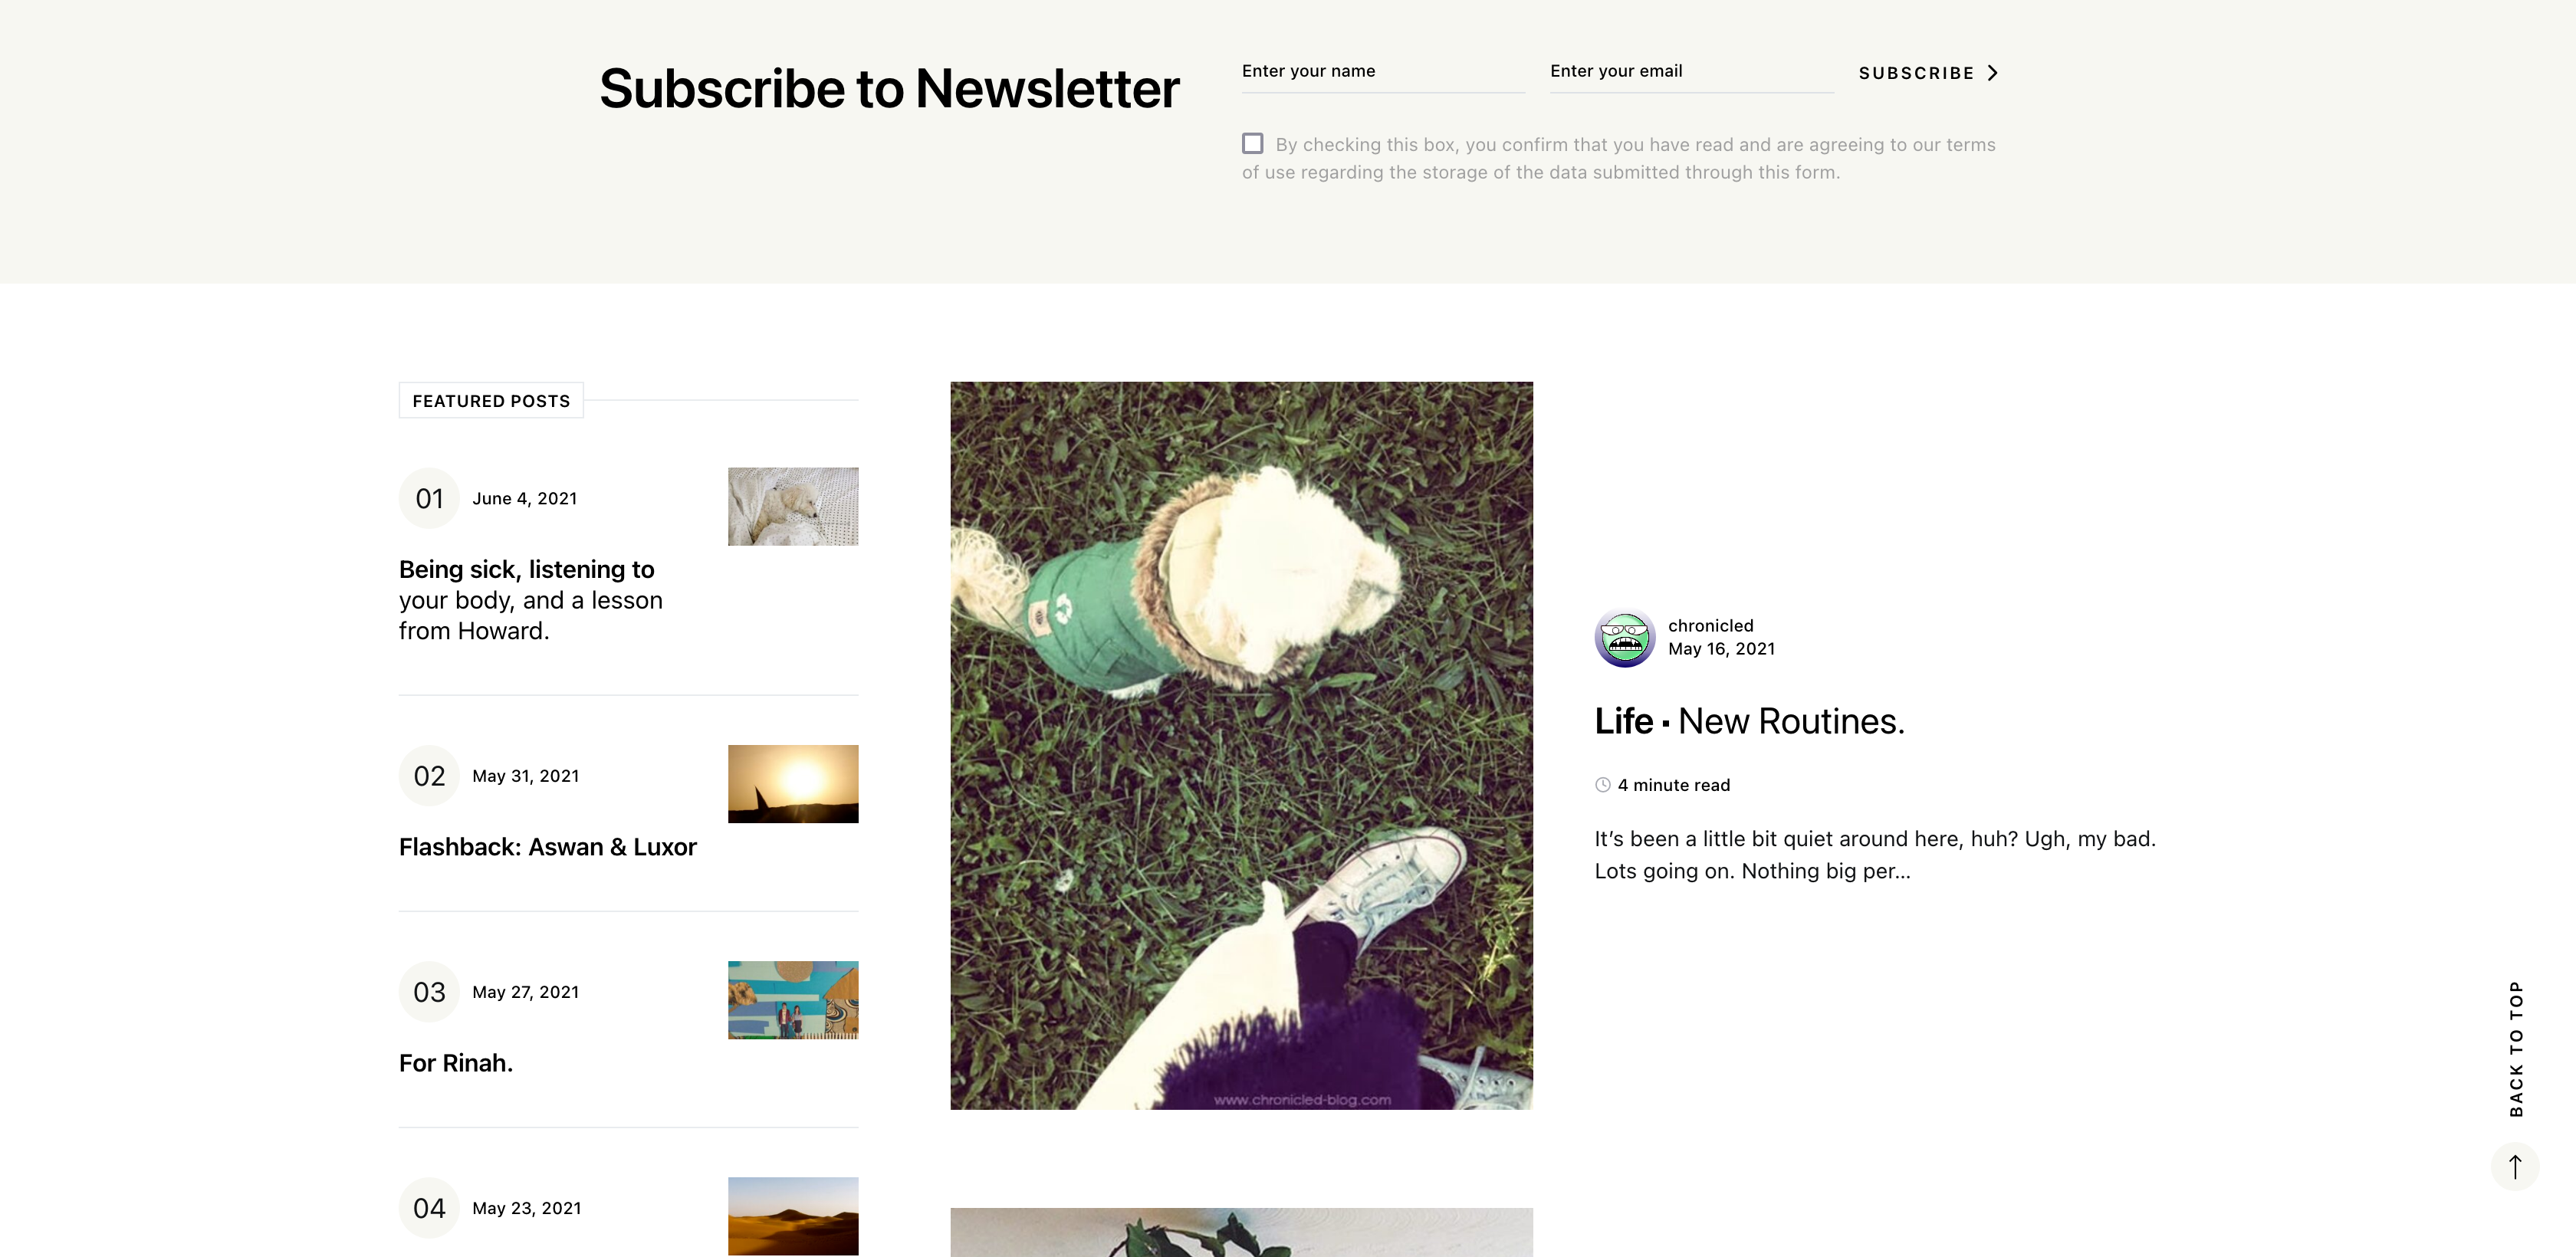 Subscribe to Newsletter
Enter your name
Enter your email
SUBSCRIBE
By checking this box, you confirm that you have read and are agreeing to our terms
of use regarding the storage of the data submitted through this form.
FEATURED POSTS
01
June 4, 2021
Being sick, listening to
your body, and a lesson
from Howard.
02
May 31, 2021
Flashback: Aswan & Luxor
03
May 27, 2021
For Rinah.
04
May 23, 2021
www.chronicled-blog.com
chronicled
May 16, 2021
Life · New Routines.
4 minute read
It’s been a little bit quiet around here, huh? Ugh, my bad.
Lots going on. Nothing big per...
BACK TO TOP